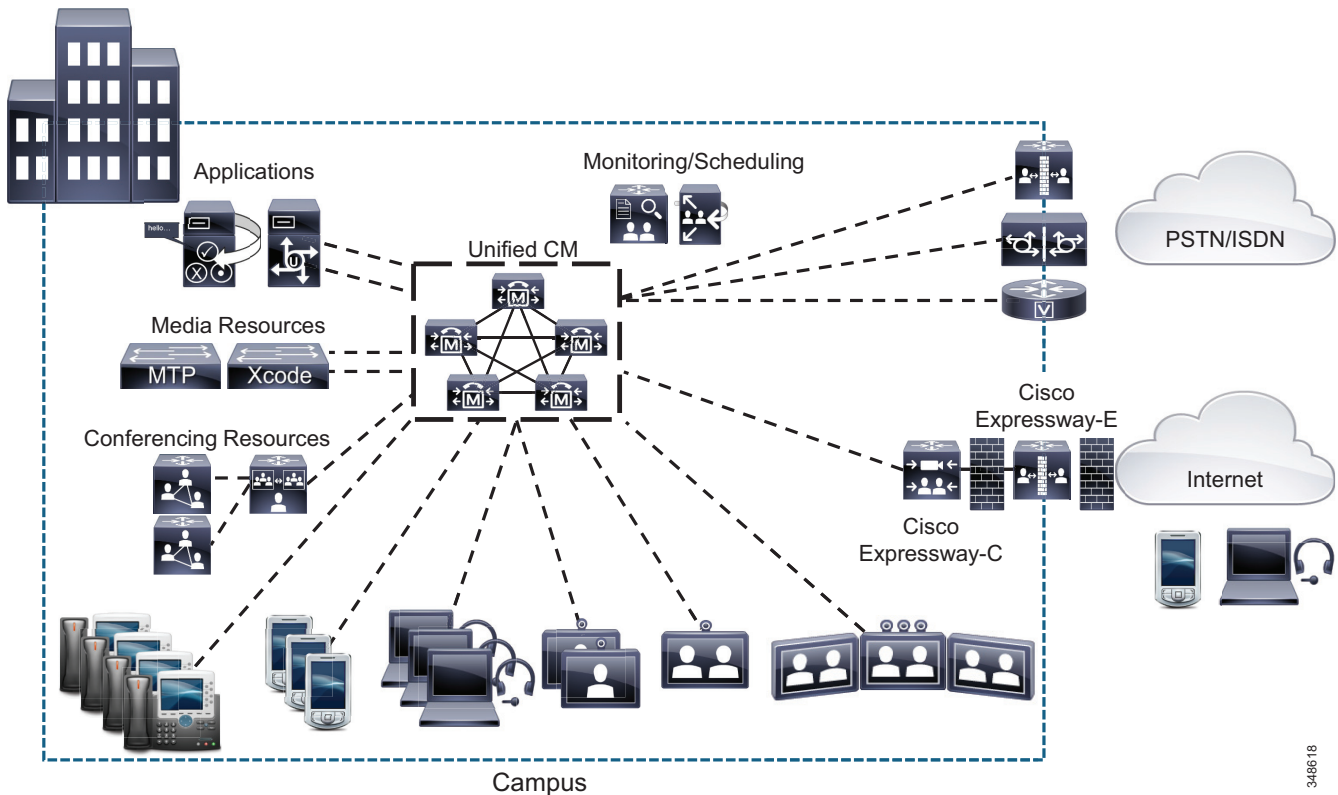 Applications
hello...
Monitoring/Scheduling
Unified CM
M
M
M
M
M
U
V
PSTN/ISDN
Media Resources
MTP
Xcode
Conferencing Resources
Cisco
Expressway-E
Internet
Cisco
Expressway-C
Campus
348618